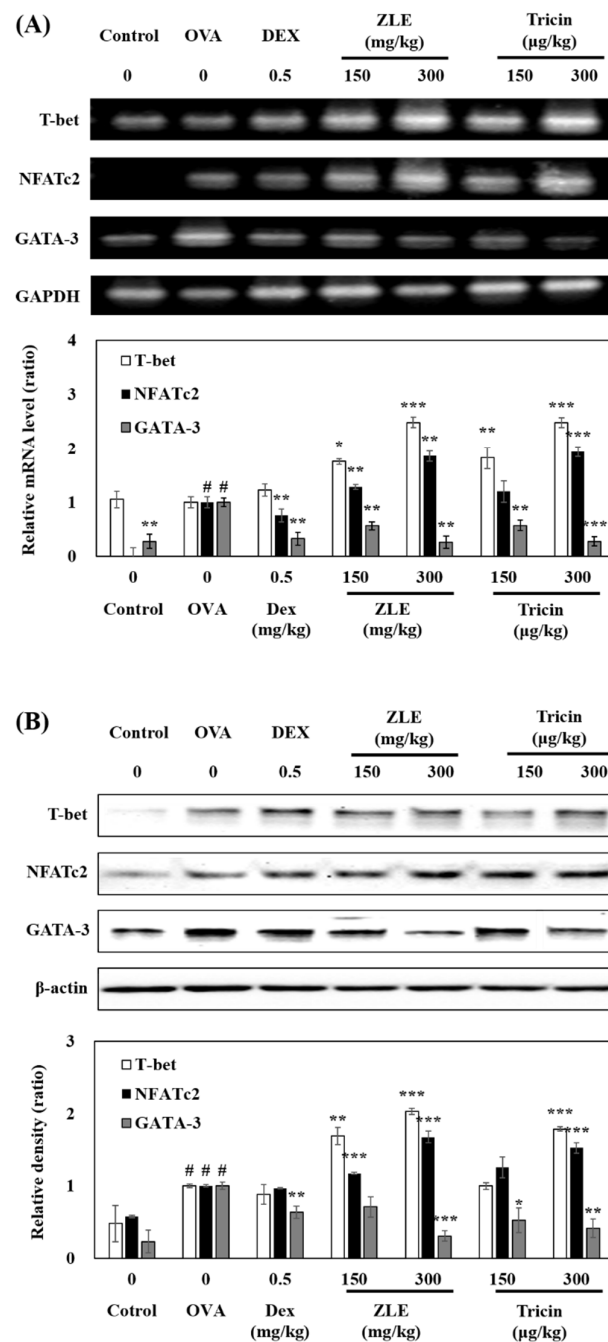 (A)
Control OVA DEX ZLE (mg/kg) Tricin (μg/kg)
0 0 0.5 150 300 150 300
T-bet
NFATc2
GATA-3
GAPDH
Relative mRNA level (ratio)
4
3
2
1
0
T-bet
NFATc2
GATA-3
** # # ** ** * ** ** *** ** ** ** ** *** *** ***
0 0 0.5 150 300 150 300
Control OVA Dex ZLE Tricin
(mg/kg) (mg/kg) (μg/kg)
(B)
Control OVA DEX ZLE (mg/kg) Tricin (μg/kg)
0 0 0.5 150 300 150 300
T-bet
NFATc2
GATA-3
β-actin
Relative density (ratio)
3
2
1
0
T-bet
NFATc2
GATA-3
# # # ** ** *** *** *** *** * *** *** **
0 0 0.5 150 300 150 300
Cotrol OVA Dex ZLE Tricin
(mg/kg) (mg/kg) (μg/kg)